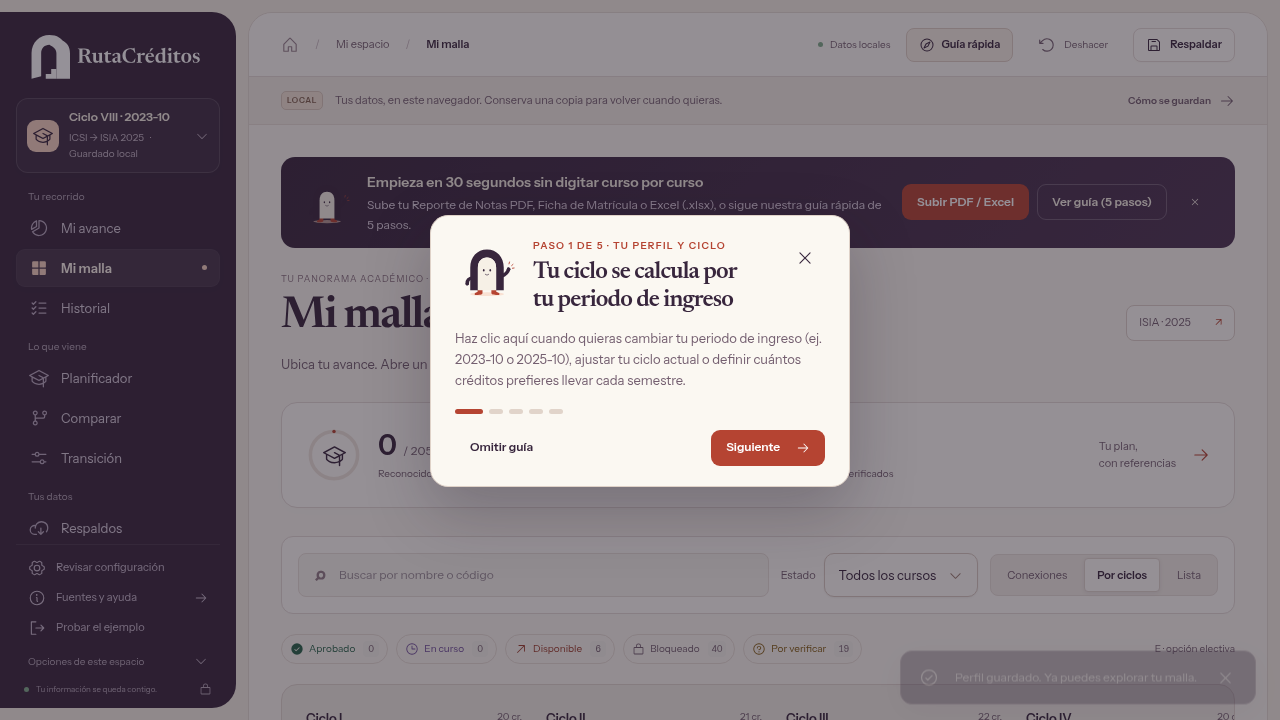 RutaCréditos
Ciclo VIII · 2023-10
ICSI → ISIA 2025 ·
Guardado local
Tu recorrido
Mi avance
Mi malla
Historial
Lo que viene
Planificador
Comparar
Transición
Tus datos
Respaldos
Revisar configuración
Fuentes y ayuda
Probar el ejemplo
Opciones de este espacio
Tu información se queda contigo.
/ Mi espacio / Mi malla
Datos locales
Guía rápida
Deshacer
Respaldar
LOCAL Tus datos, en este navegador. Conserva una copia para volver cuando quieras.
Cómo se guardan
Empieza en 30 segundos sin digitar curso por curso
Sube tu Reporte de Notas PDF, Ficha de Matrícula o Excel (.xlsx), o sigue nuestra guía rápida de
5 pasos.
Subir PDF / Excel
Ver guía (5 pasos)
TU PANORAMA ACADÉMICO ·
Mi malla
ISIA · 2025
Ubica tu avance. Abre un
PASO 1 DE 5 · TU PERFIL Y CICLO
Tu ciclo se calcula por
tu periodo de ingreso
Haz clic aquí cuando quieras cambiar tu periodo de ingreso (ej.
2023-10 o 2025-10), ajustar tu ciclo actual o definir cuántos
créditos prefieres llevar cada semestre.
Omitir guía
Siguiente
0 / 205
Tu plan,
con referencias
Buscar por nombre o código
Estado
Todos los cursos
Conexiones
Por ciclos
Lista
Aprobado 0
En curso 0
Disponible 6
Bloqueado 40
Por verificar 19
E · opción electiva
Perfil guardado. Ya puedes explorar tu malla.
Ciclo I 20 cr.
Ciclo II 21 cr.
Ciclo III 22 cr.
Ciclo IV